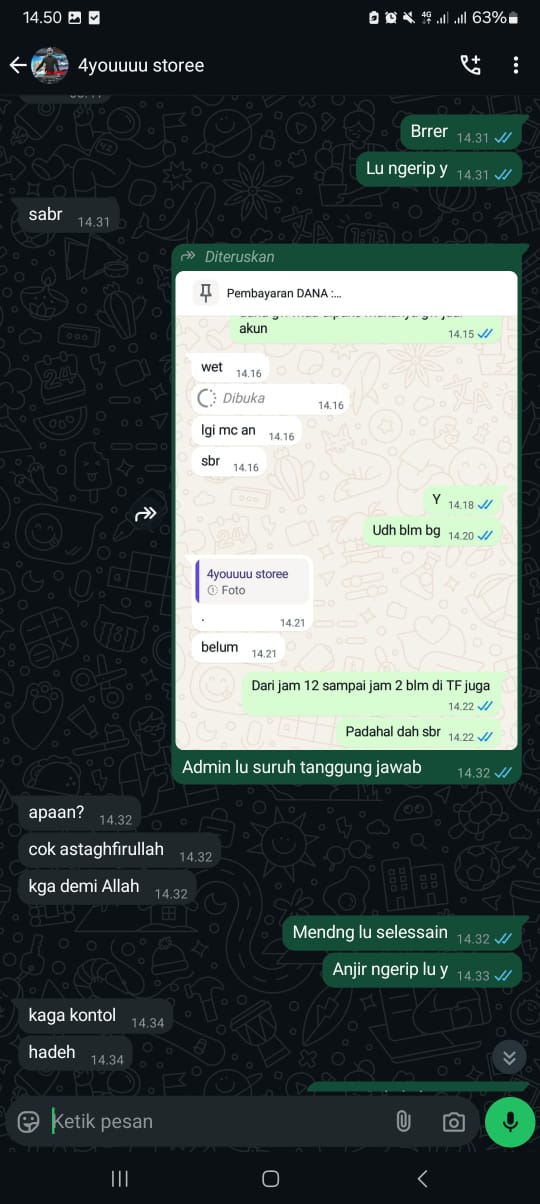 14.50
4G
63%
4youuuu storee
Brrer 14.31
Lu ngerip y 14.31
sabr 14.31
Diteruskan
Pembayaran DANA :...
akun 14.15
wet 14.16
Dibuka 14.16
lgi mc an 14.16
sbr 14.16
Y 14.18
Udh blm bg 14.20
4youuuu storee
Foto
. 14.21
belum 14.21
Dari jam 12 sampai jam 2 blm di TF juga
14.22
Padahal dah sbr 14.22
Admin lu suruh tanggung jawab 14.32
apaan? 14.32
cok astaghfirullah 14.32
kga demi Allah 14.32
Mendng lu selessain 14.32
Anjir ngerip lu y 14.33
kaga kontol 14.34
hadeh 14.34
Ketik pesan